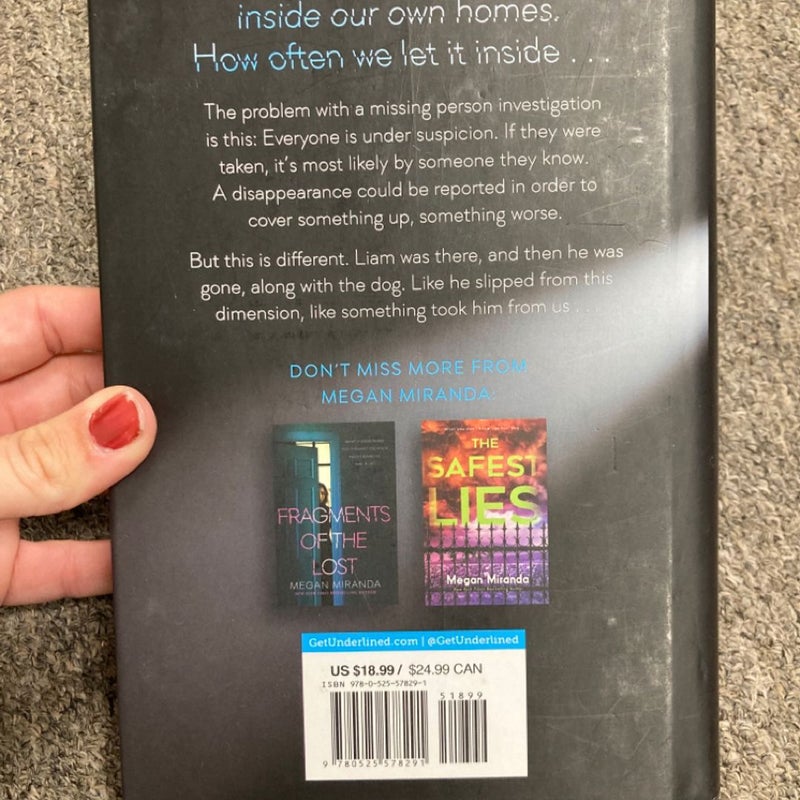 inside our own homes.
How often we let it inside . . .
The problem with a missing person investigation
is this: Everyone is under suspicion. If they were
taken, it's most likely by someone they know.
A disappearance could be reported in order to
cover something up, something worse.
But this is different. Liam was there, and then he was
gone, along with the dog. Like he slipped from this
dimension, like something took him from us . . .
DON'T MISS MORE FROM
MEGAN MIRANDA:
FRAGMENTS
OF THE
LOST
MEGAN MIRANDA
THE
SAFEST
LIES
Megan Miranda
GetUnderlined.com | @GetUnderlined
US $18.99 / $24.99 CAN
ISBN 978-0-525-57829-1
51899
9 780525 578291